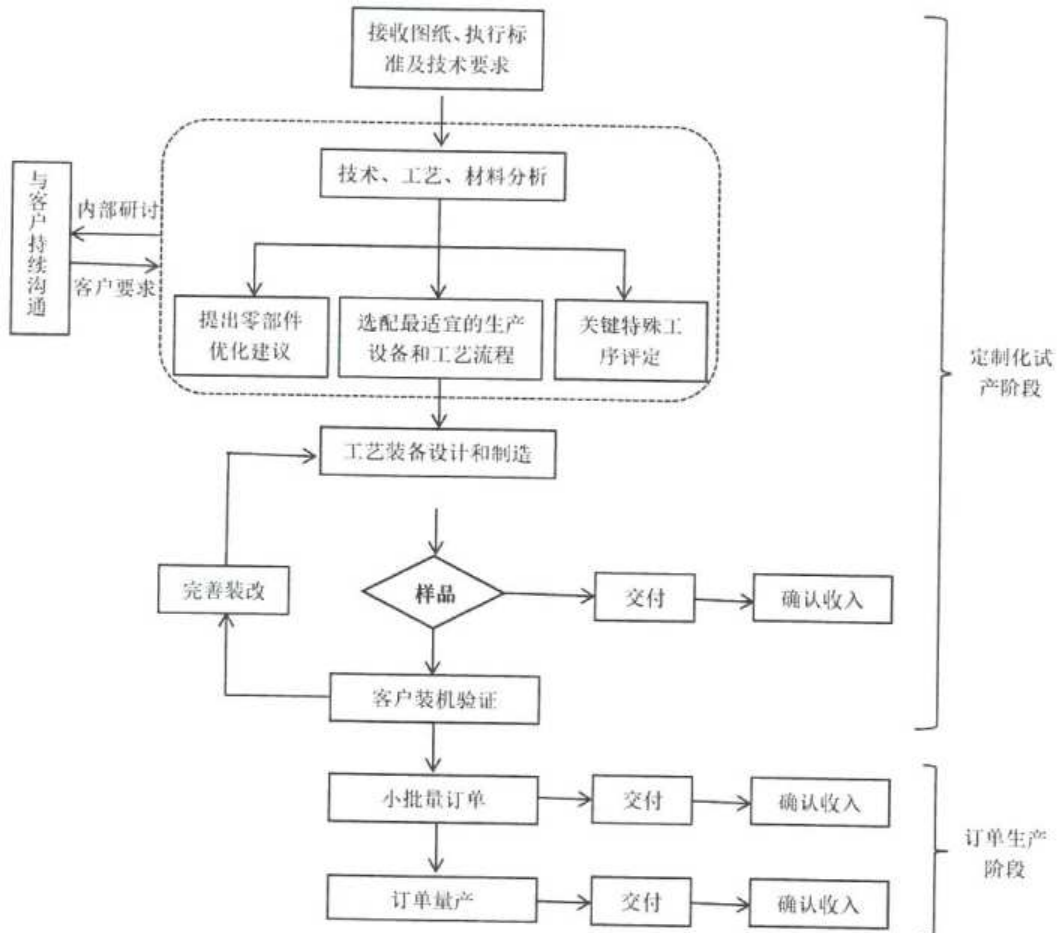 接收图纸、执行标
准及技术要求
技术、工艺、材料分析
与客户持续沟通
内部研讨
客户要求
提出零部件
优化建议
选配最适宜的生产
设备和工艺流程
关键特殊工
序评定
定制化试
产阶段
工艺装备设计和制造
完善装改
样品
交付
确认收入
客户装机验证
小批量订单
交付
确认收入
订单生产
阶段
订单量产
交付
确认收入